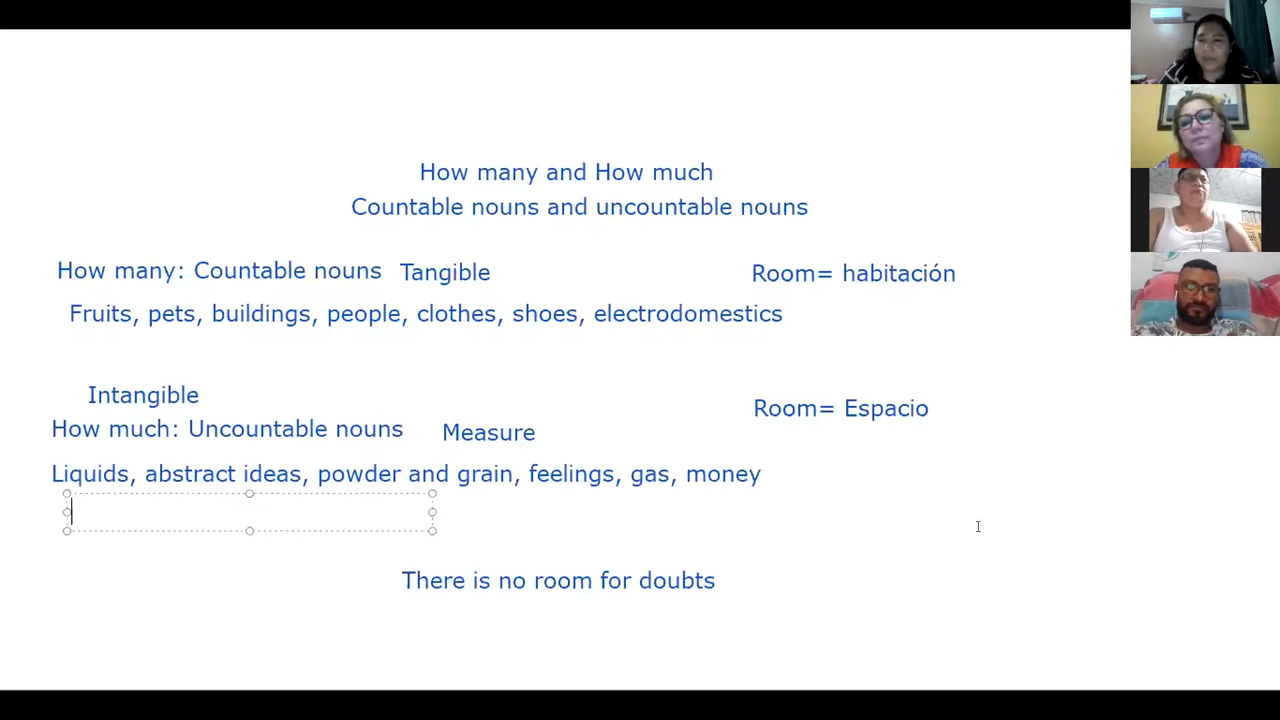 How many and How much
Countable nouns and uncountable nouns
How many: Countable nouns Tangible
Room= habitación
Fruits, pets, buildings, people, clothes, shoes, electrodomestics
Intangible
Room= Espacio
How much: Uncountable nouns Measure
Liquids, abstract ideas, powder and grain, feelings, gas, money
There is no room for doubts